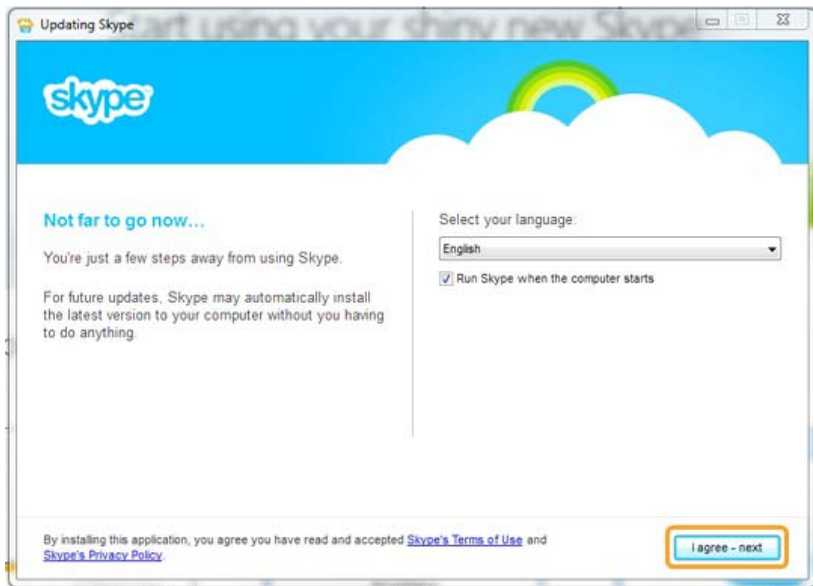 Updating Skype
Start using your shiny new Skype
skype
Not far to go now...
You're just a few steps away from using Skype.
For future updates, Skype may automatically install
the latest version to your computer without you having
to do anything.
Select your language:
English
Run Skype when the computer starts
By installing this application, you agree you have read and accepted Skype's Terms of Use and
Skype's Privacy Policy.
I agree - next